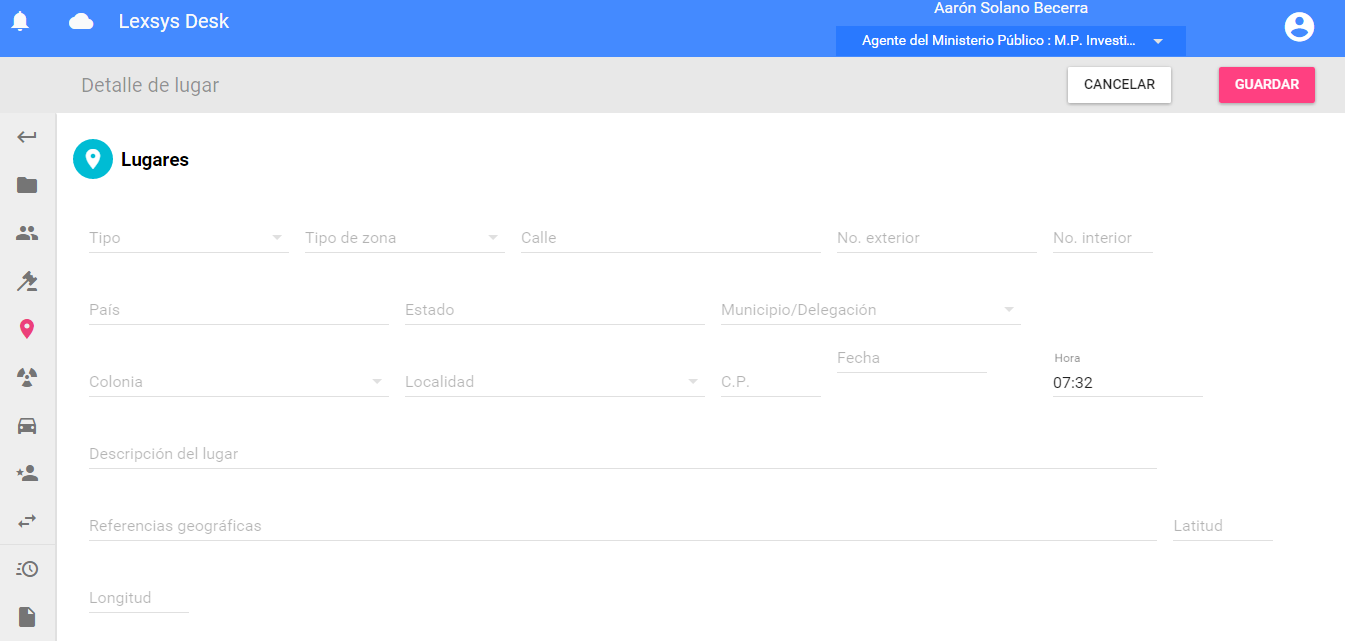 Aarón Solano Becerra
Lexsys Desk
Agente del Ministerio Público : M.P. Investi...
Detalle de lugar
CANCELAR
GUARDAR
Lugares
Tipo
Tipo de zona
Calle
No. exterior
No. interior
País
Estado
Municipio/Delegación
Colonia
Localidad
C.P.
Fecha
Hora
07:32
Descripción del lugar
Referencias geográficas
Latitud
Longitud